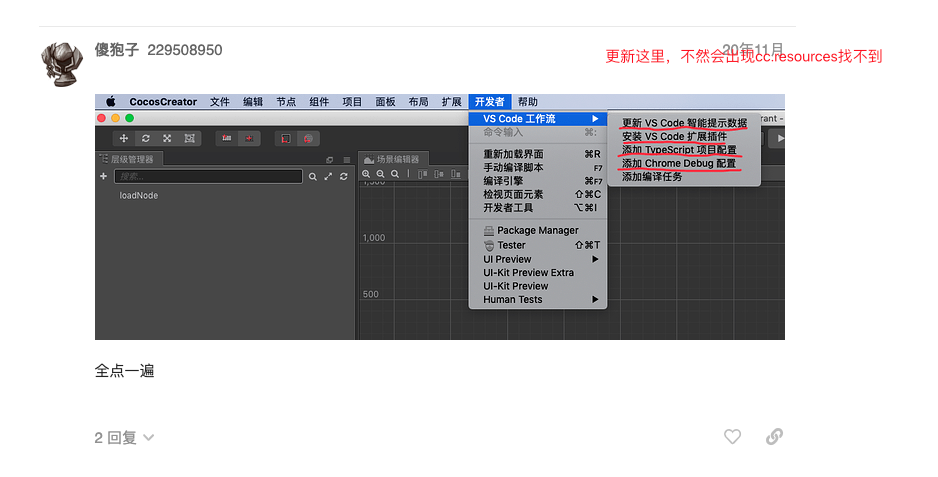 傻狍子 229508950
20年11月
更新这里，不然会出现cc.resources找不到
CocosCreator 文件 编辑 节点 组件 项目 面板 布局 扩展 开发者 帮助
VS Code 工作流
命令输入 ⌘:
重新加载界面 ⌘R
手动编译脚本 F7
编译引擎 ⌘F7
检视页面元素 ⇧⌘C
开发者工具 ⌥⌘I
Package Manager
Tester ⇧⌘T
UI Preview
UI-Kit Preview Extra
UI-Kit Preview
Human Tests
更新 VS Code 智能提示数据
安装 VS Code 扩展插件
添加 TypeScript 项目配置
添加 Chrome Debug 配置
添加编译任务
rant -
层级管理器
搜索...
loadNode
场景编辑器
1,500
1,000
500
全点一遍
2 回复